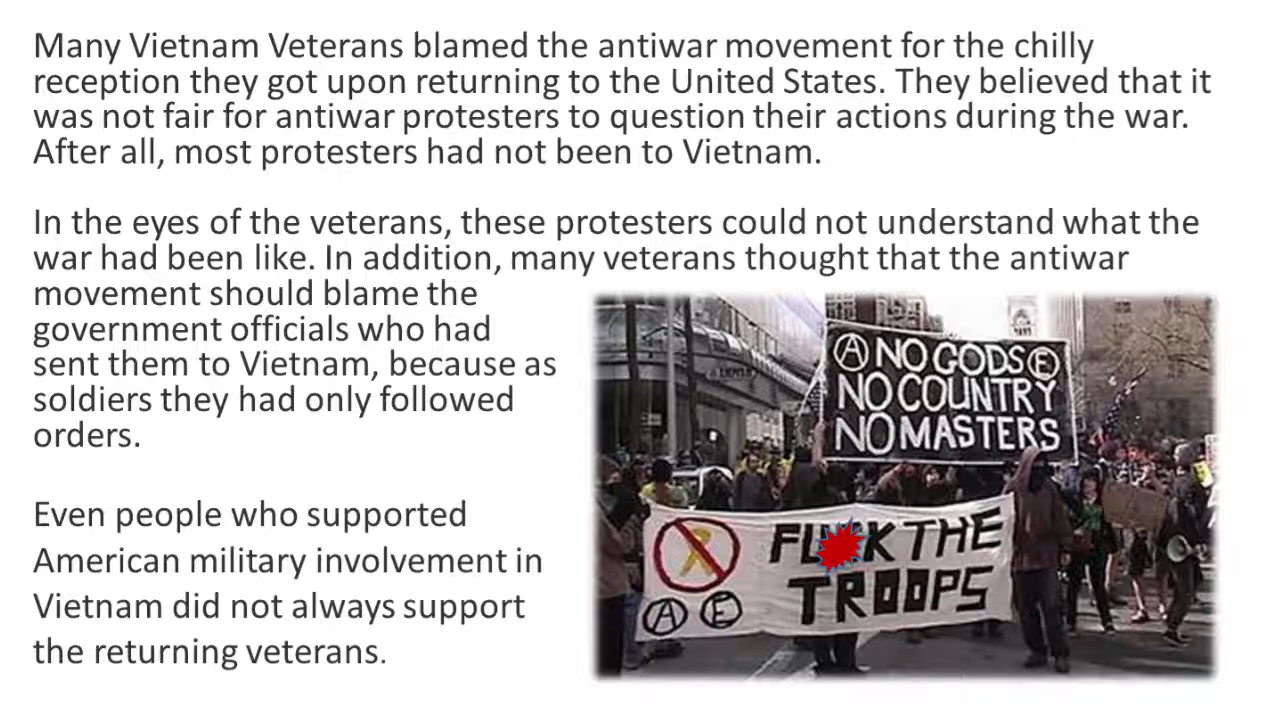 Many Vietnam Veterans blamed the antiwar movement for the chilly
reception they got upon returning to the United States. They believed that it
was not fair for antiwar protesters to question their actions during the war.
After all, most protesters had not been to Vietnam.
In the eyes of the veterans, these protesters could not understand what the
war had been like. In addition, many veterans thought that the antiwar
movement should blame the
government officials who had
sent them to Vietnam, because as
soldiers they had only followed
orders.
Even people who supported
American military involvement in
Vietnam did not always support
the returning veterans.
A NO GODS E
NO COUNTRY
NO MASTERS
FU K THE
TROOPS
A E